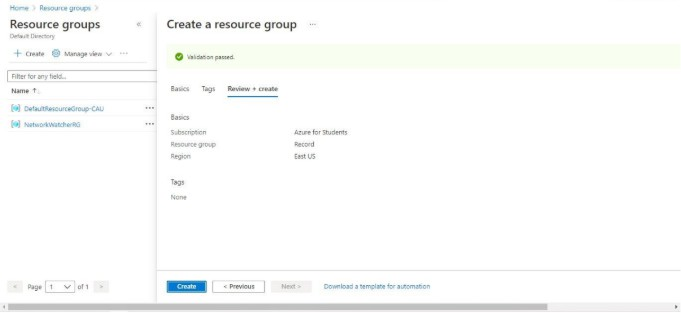 Home > Resource groups >
Resource groups
«
Default Directory
+ Create Manage view ...
Filter for any field...
Name ↑↓
DefaultResourceGroup-CAU ...
NetworkWatcherRG ...
< Page 1 of 1 >
Create a resource group ...
Validation passed.
Basics Tags Review + create
Basics
Subscription Azure for Students
Resource group Record
Region East US
Tags
None
Create < Previous Next > Download a template for automation